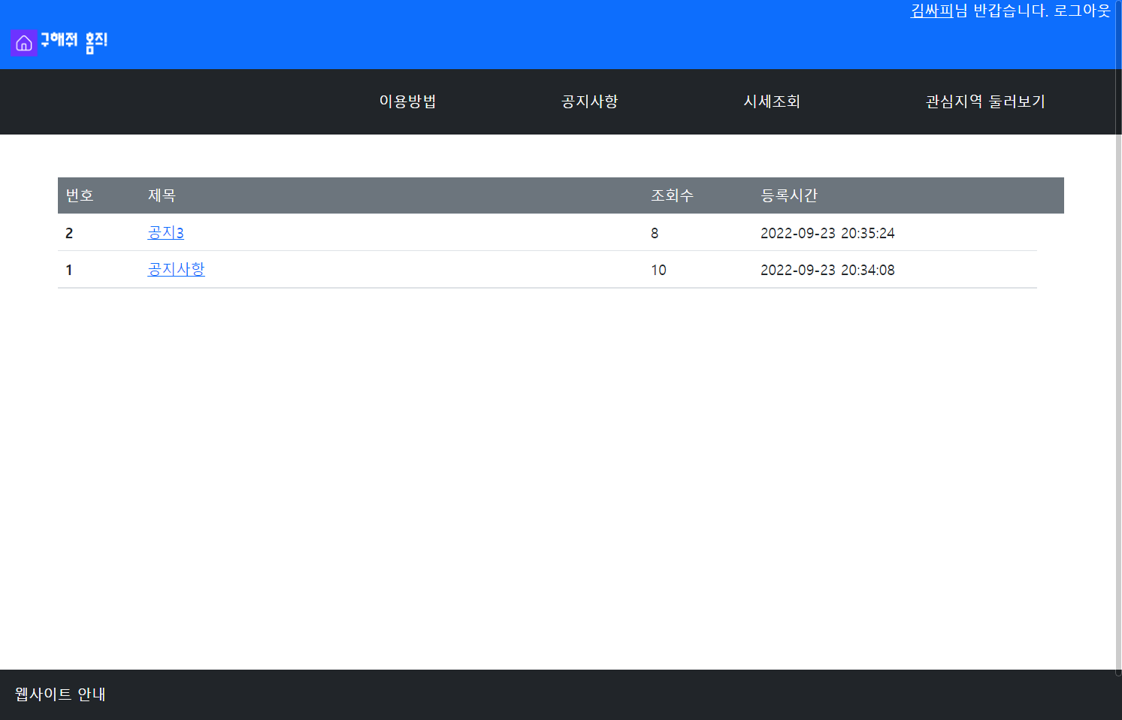 김싸피님 반갑습니다. 로그아웃
구해줘 홈즈!
이용방법 공지사항 시세조회 관심지역 둘러보기
번호 제목 조회수 등록시간
2 공지3 8 2022-09-23 20:35:24
1 공지사항 10 2022-09-23 20:34:08
웹사이트 안내